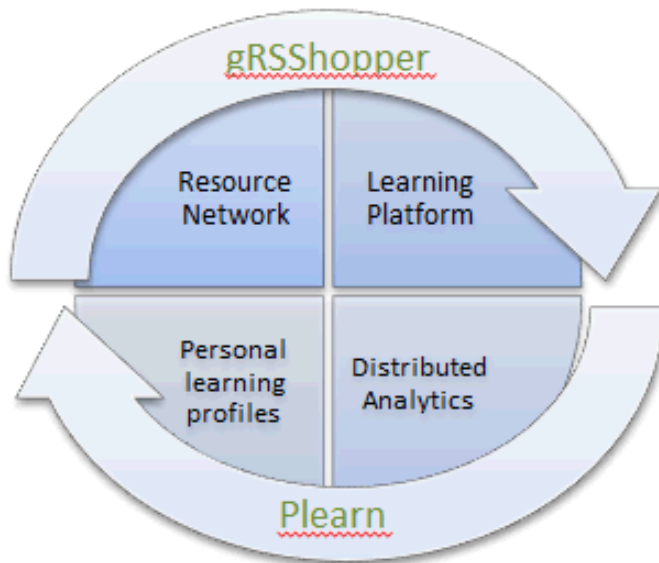 gRSShopper
Resource
Network
Learning
Platform
Personal
learning
profiles
Distributed
Analytics
Plearn